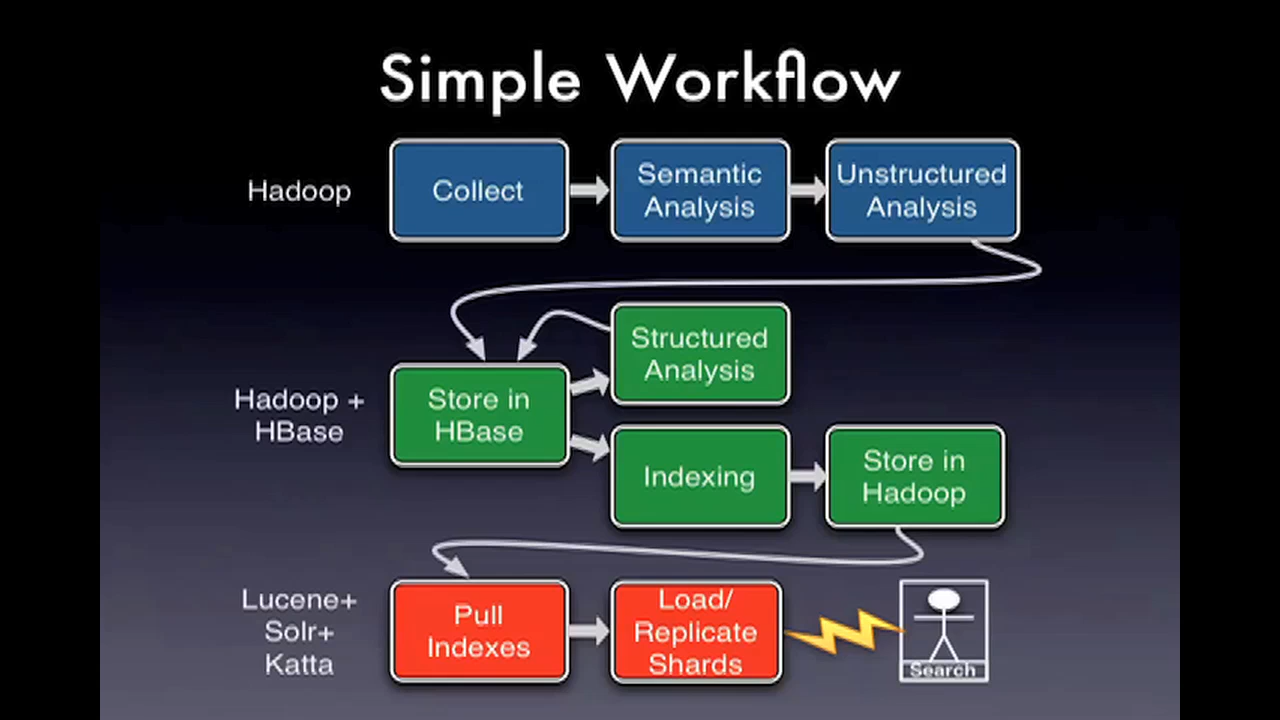 Simple Workflow
Hadoop
Collect
Semantic
Analysis
Unstructured
Analysis
Hadoop +
HBase
Store in
HBase
Structured
Analysis
Indexing
Store in
Hadoop
Lucene+
Solr+
Katta
Pull
Indexes
Load/
Replicate
Shards
Search